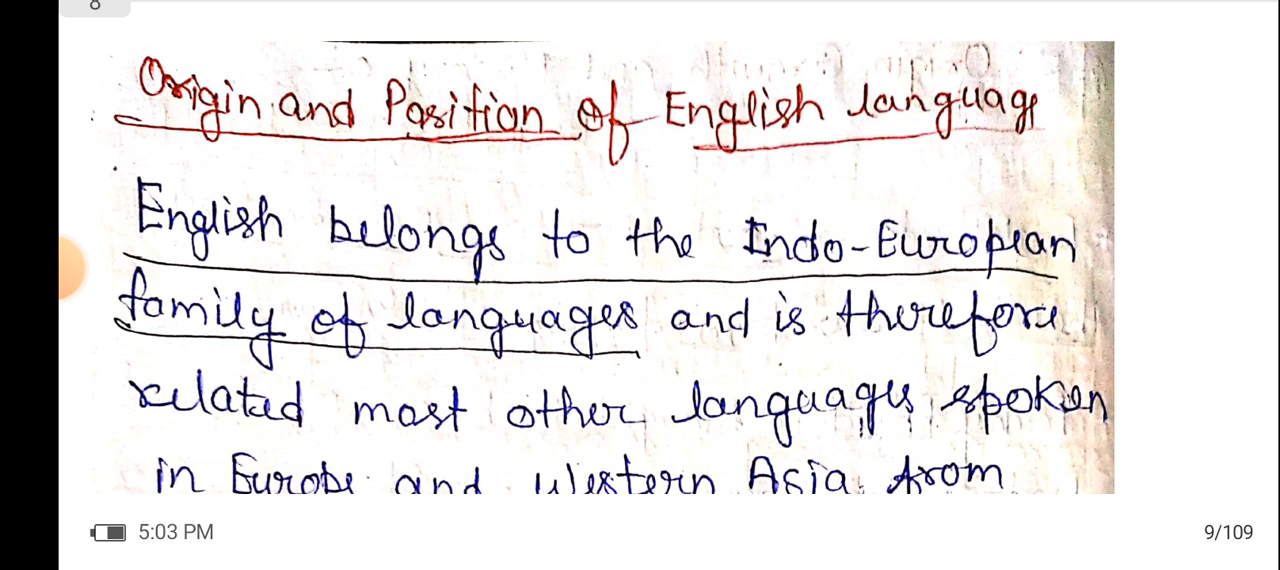 8
Origin and Position of English language
English belongs to the Indo-European
family of languages and is therefore
related most other languages spoken
in Europe and Western Asia from
5:03 PM
9/109